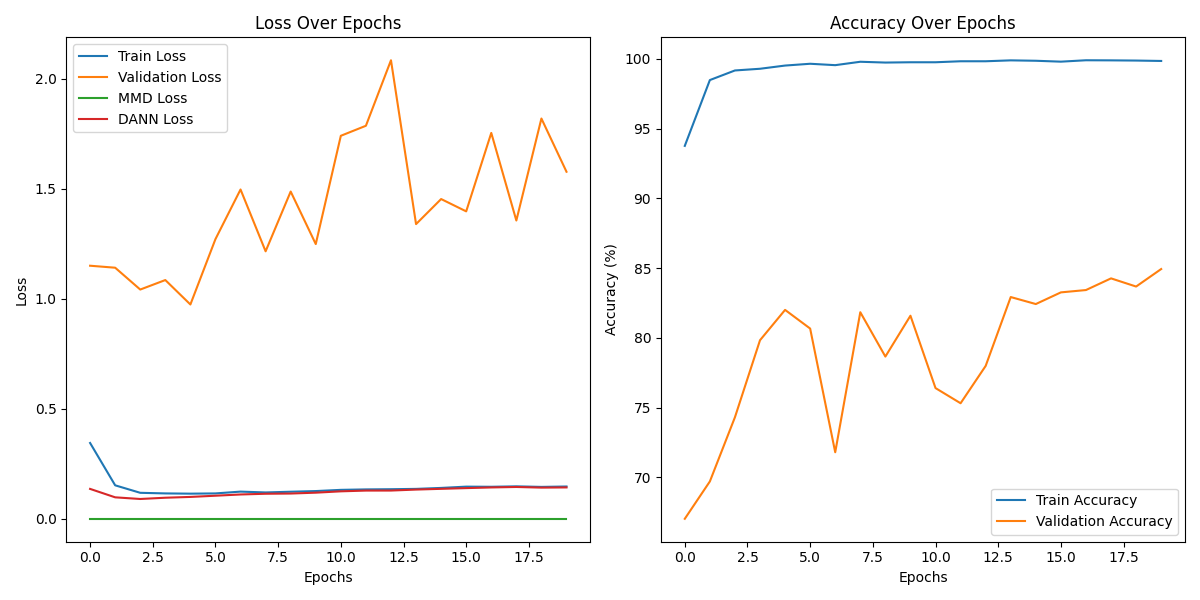 Loss Over Epochs
Train Loss
Validation Loss
MMD Loss
DANN Loss
Loss
2.0
1.5
1.0
0.5
0.0
0.0 2.5 5.0 7.5 10.0 12.5 15.0 17.5
Epochs
Accuracy Over Epochs
Accuracy (%)
100
95
90
85
80
75
70
Train Accuracy
Validation Accuracy
0.0 2.5 5.0 7.5 10.0 12.5 15.0 17.5
Epochs